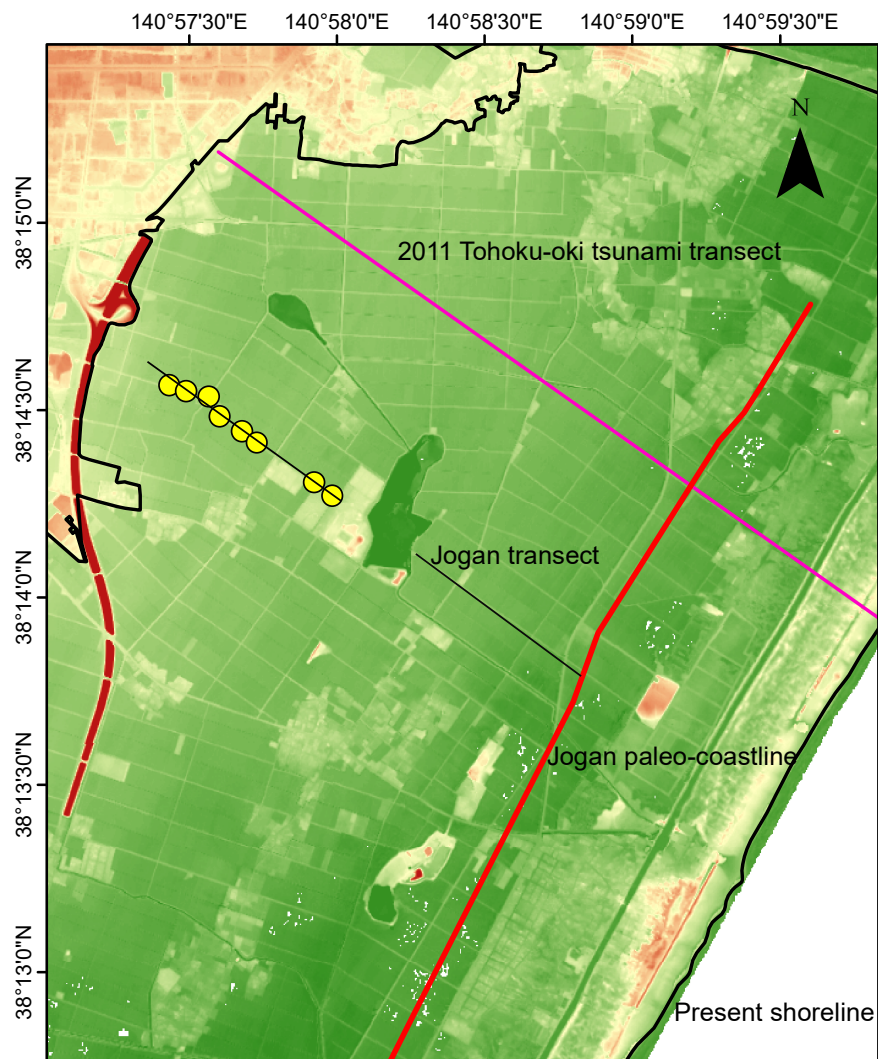 140°57'30"E 140°58'0"E 140°58'30"E 140°59'0"E 140°59'30"E
N
38°15'0"N
2011 Tohoku-oki tsunami transect
38°14'30"N
Jogan transect
38°14'0"N
Jogan paleo-coastline
38°13'30"N
38°13'0"N
Present shoreline